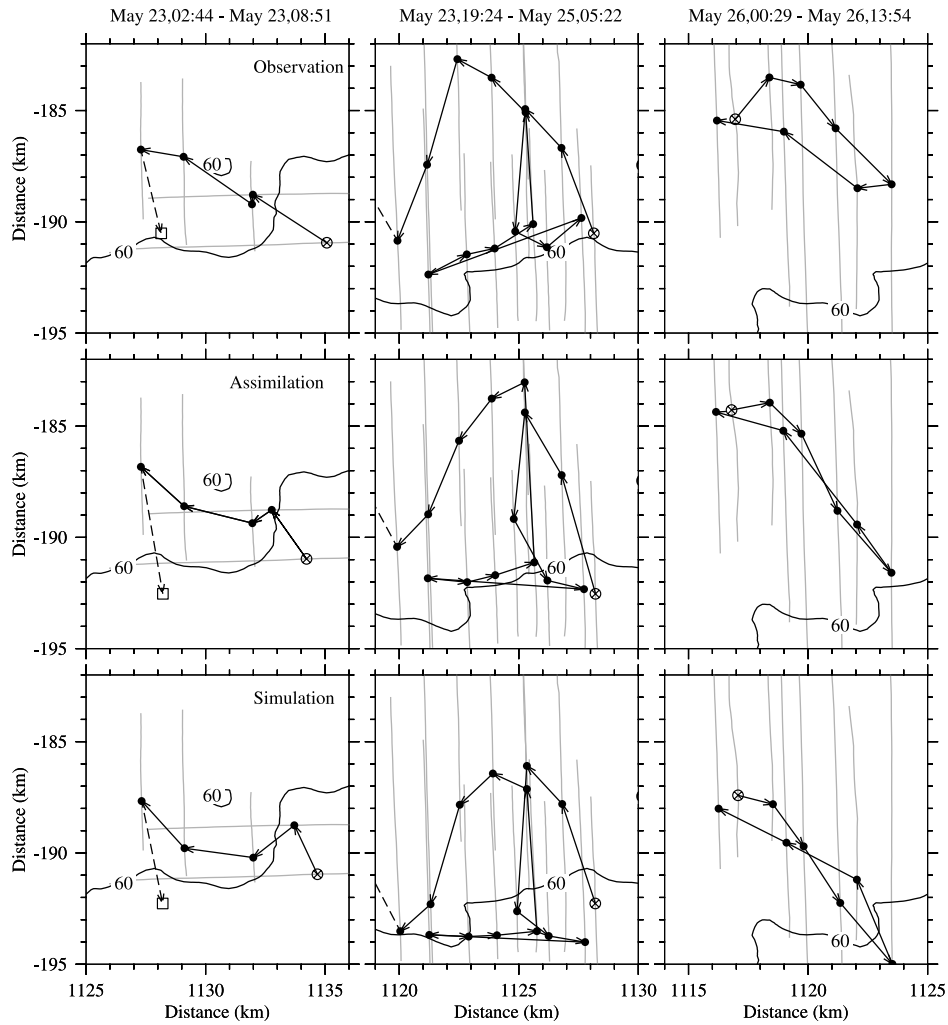 May 23,02:44 - May 23,08:51 May 23,19:24 - May 25,05:22 May 26,00:29 - May 26,13:54
Observation
-185
-190
-195
Distance (km)
60
60
60
60
Assimilation
-185
-190
-195
Distance (km)
60
60
60
60
Simulation
-185
-190
-195
Distance (km)
60
60
60
60
1125 1130 1135 1120 1125 1130 1115 1120 1125
Distance (km) Distance (km) Distance (km)